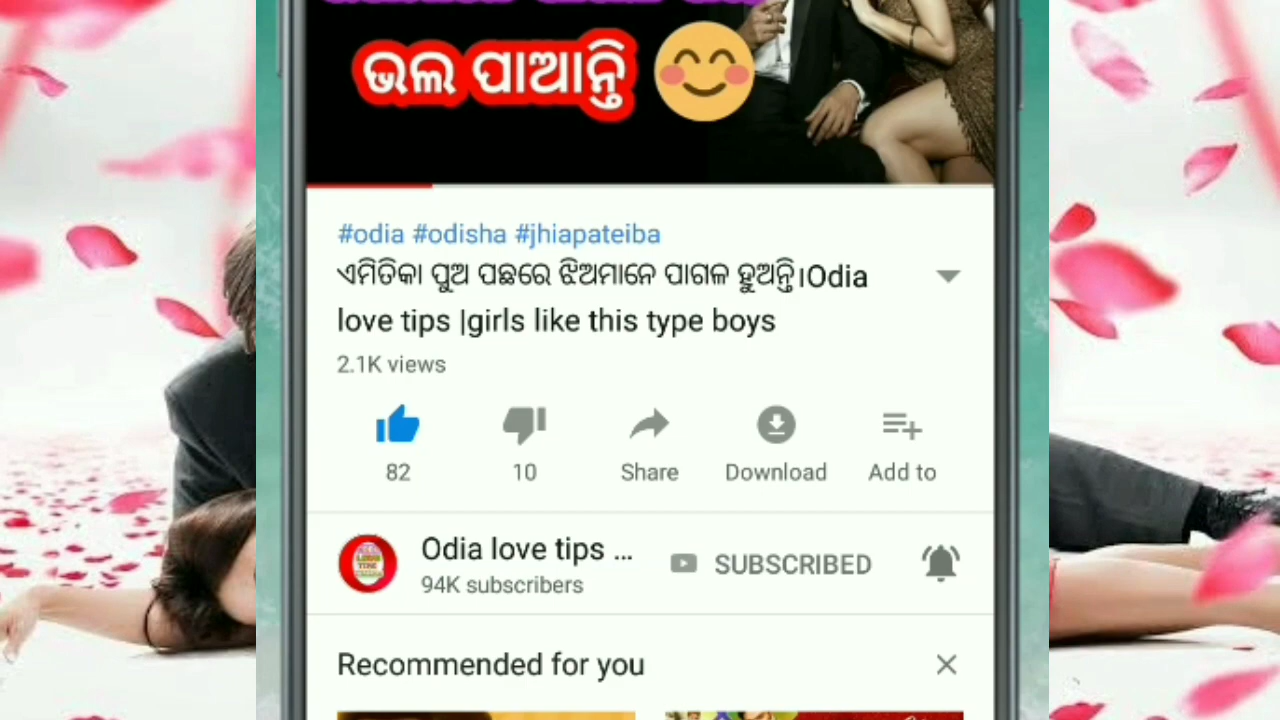 ଭଲ ପାଆନ୍ତି
#odia #odisha #jhiapateiba
ଏମିତିକା ପୁଅ ପଛରେ ଝିଅମାନେ ପାଗଳ ହୁଅନ୍ତି।Odia
love tips |girls like this type boys
2.1K views
82
10
Share
Download
Add to
Odia love tips ...
SUBSCRIBED
94K subscribers
Recommended for you